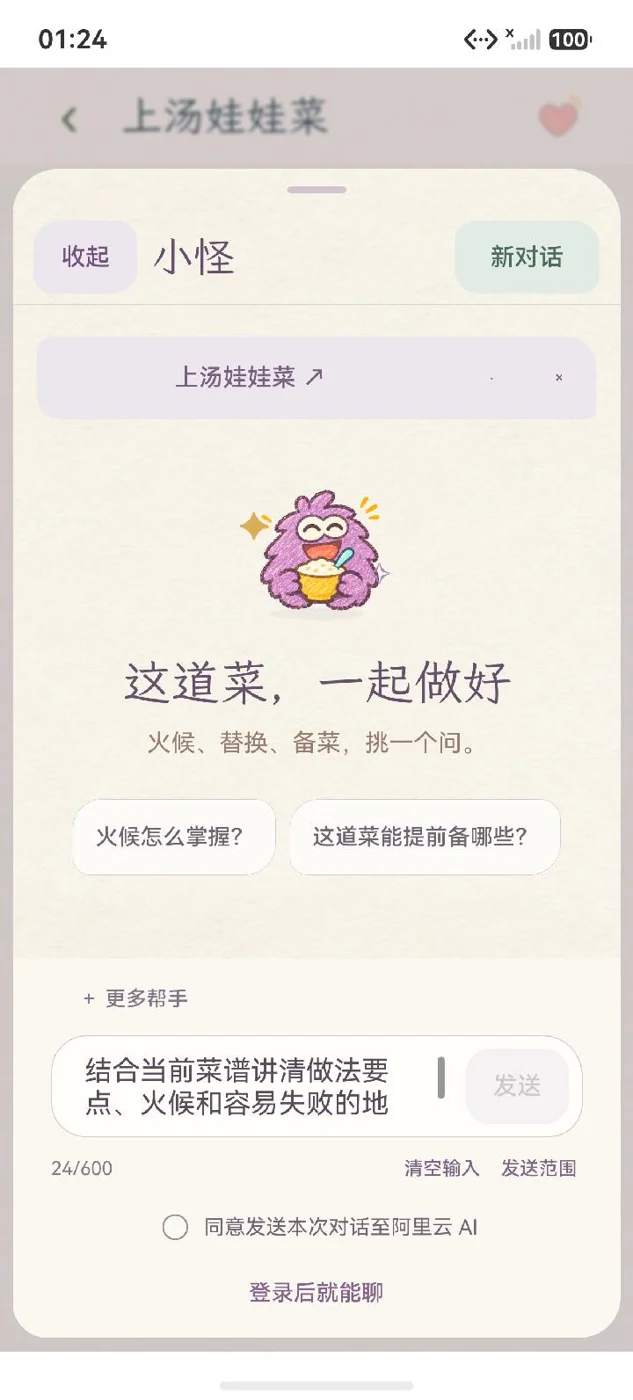 01:24
100
上汤娃娃菜
收起
小怪
新对话
上汤娃娃菜 ↗
×
这道菜，一起做好
火候、替换、备菜，挑一个问。
火候怎么掌握？
这道菜能提前备哪些？
+ 更多帮手
结合当前菜谱讲清做法要
点、火候和容易失败的地
发送
24/600
清空输入
发送范围
同意发送本次对话至阿里云 AI
登录后就能聊